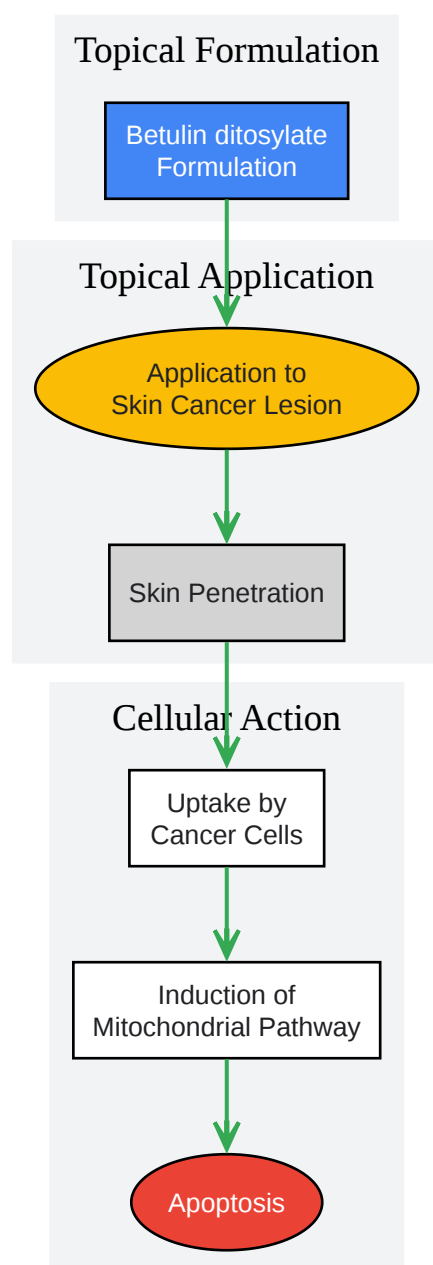 Topical Formulation
Betulin ditosylate
Formulation
Topical Application
Application to
Skin Cancer Lesion
Skin Penetration
Cellular Action
Uptake by
Cancer Cells
Induction of
Mitochondrial Pathway
Apoptosis